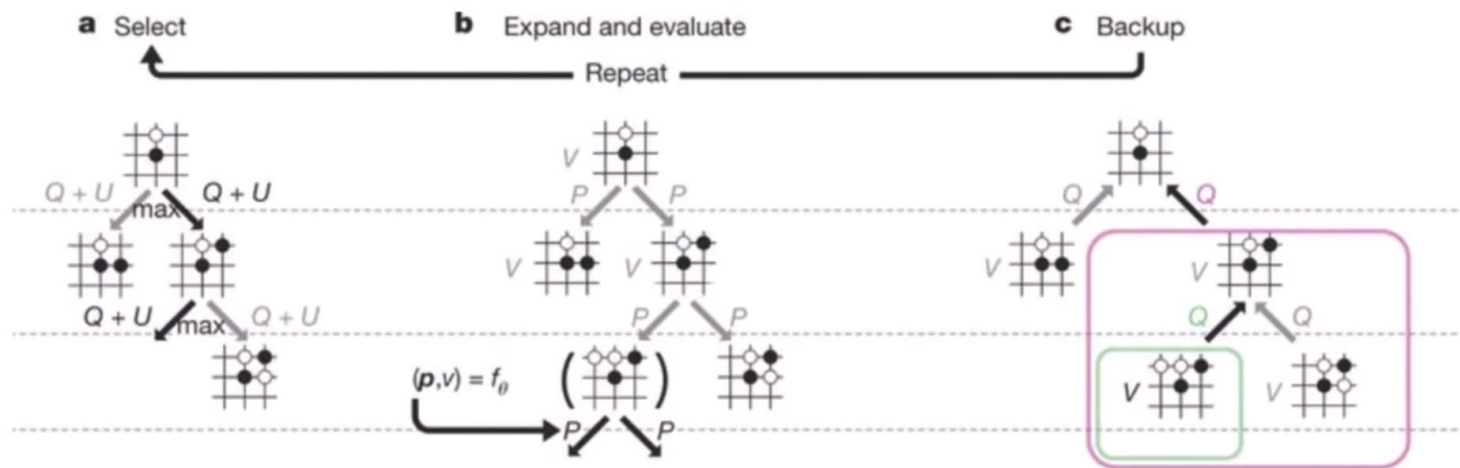 a Select
b Expand and evaluate
c Backup
Repeat
Q + U
max
Q + U
Q + U
max
Q + U
V
P
P
V
V
P
P
(p,v) = fθ
P
P
Q
Q
V
V
Q
Q
V
V